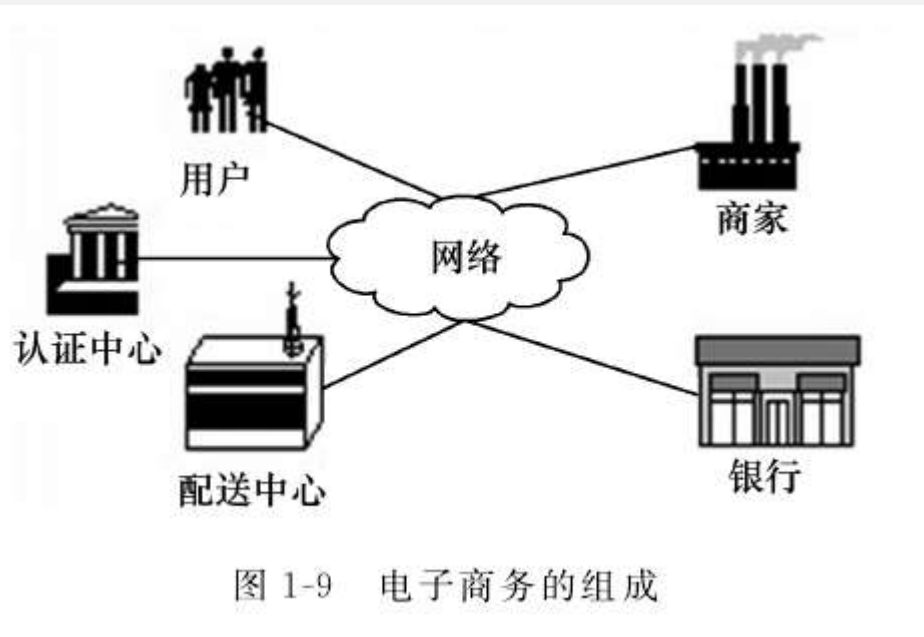 用户
商家
网络
认证中心
配送中心
银行
图 1-9 电子商务的组成